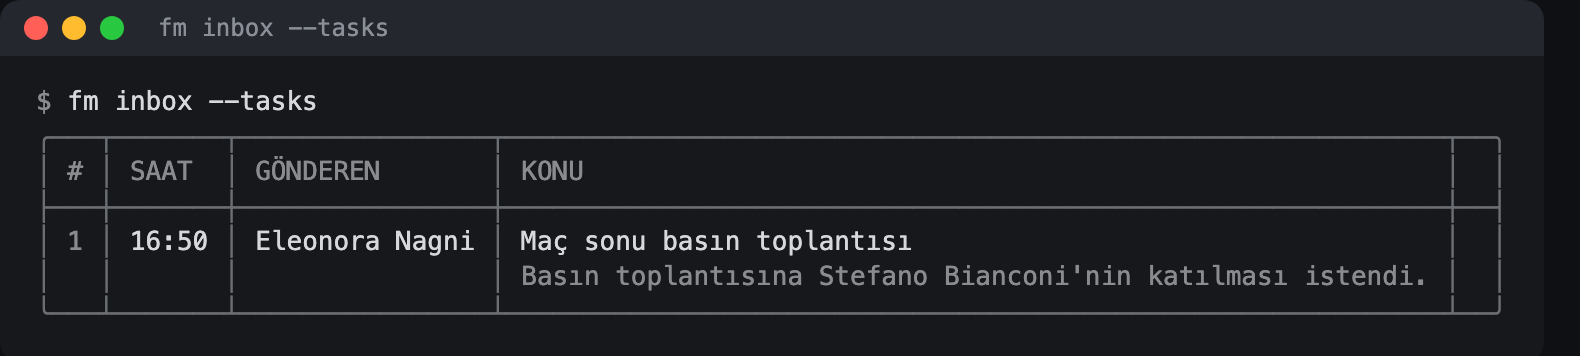 fm inbox --tasks
$ fm inbox --tasks
# SAAT GÖNDEREN KONU
1 16:50 Eleonora Nagni Maç sonu basın toplantısı
Basın toplantısına Stefano Bianconi'nin katılması istendi.